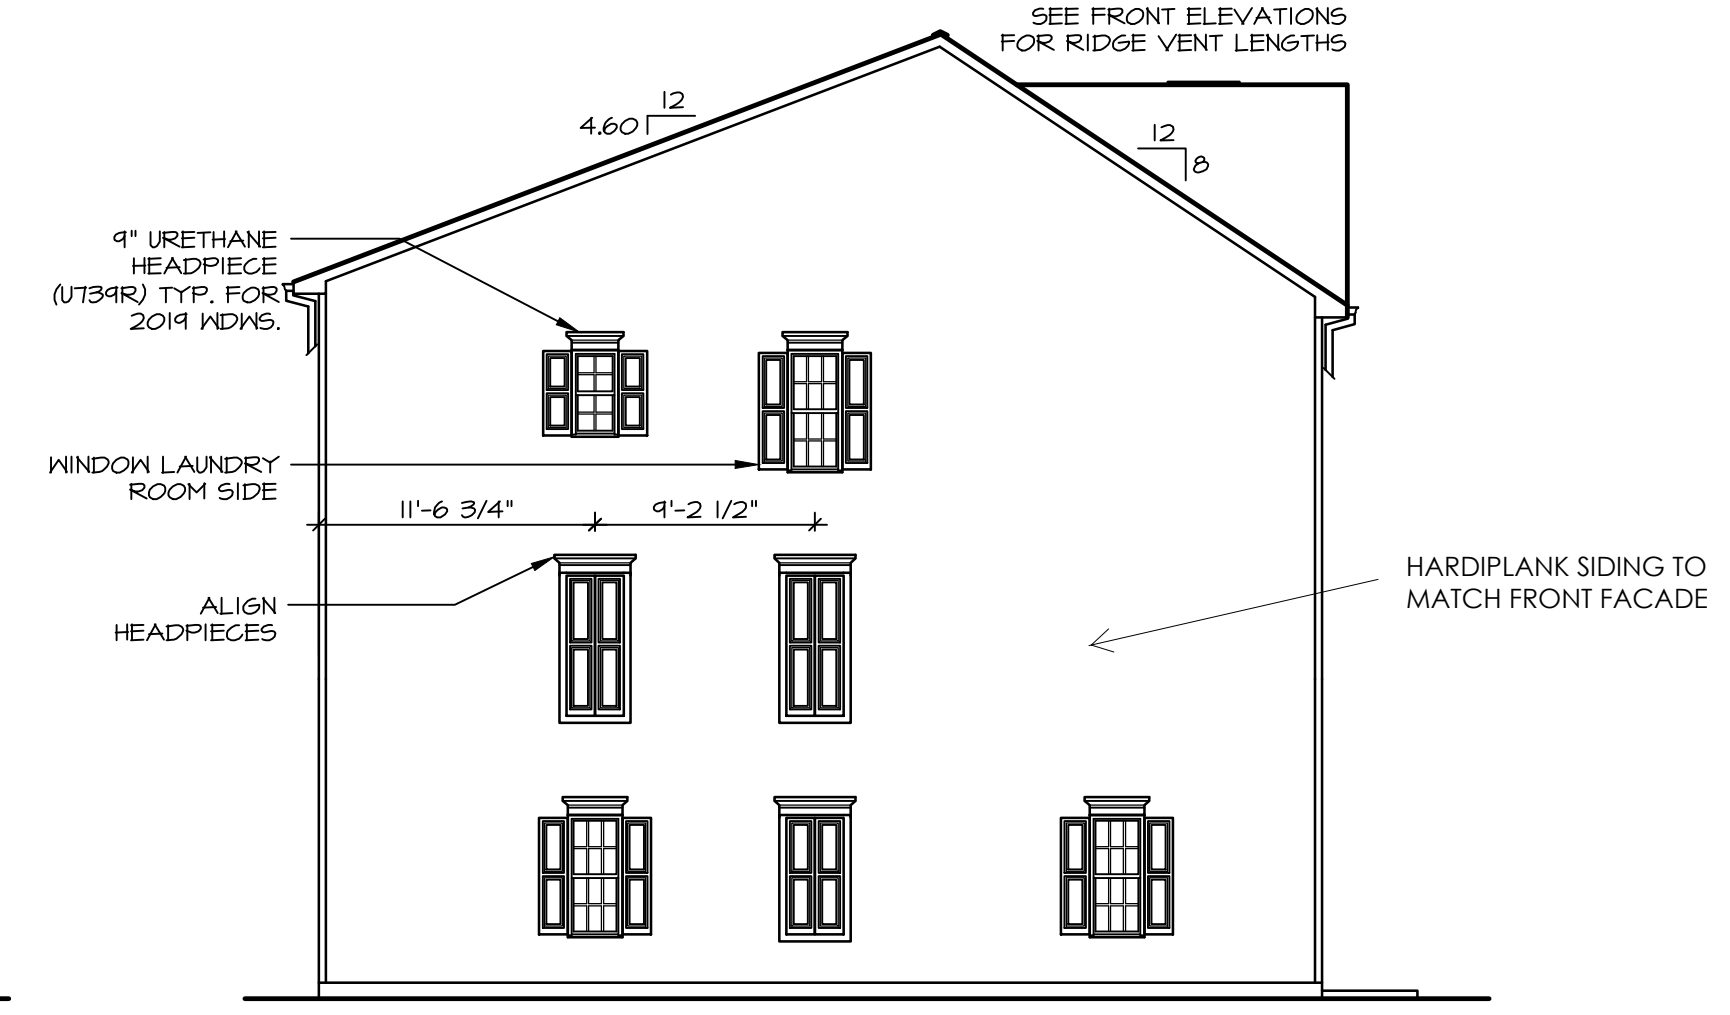 SEE FRONT ELEVATIONS
FOR RIDGE VENT LENGTHS
12
4.60
12
8
9" URETHANE
HEADPIECE
(U739R) TYP. FOR
2019 WDWS.
WINDOW LAUNDRY
ROOM SIDE
11'-6 3/4"
9'-2 1/2"
ALIGN
HEADPIECES
HARDIPLANK SIDING TO
MATCH FRONT FACADE